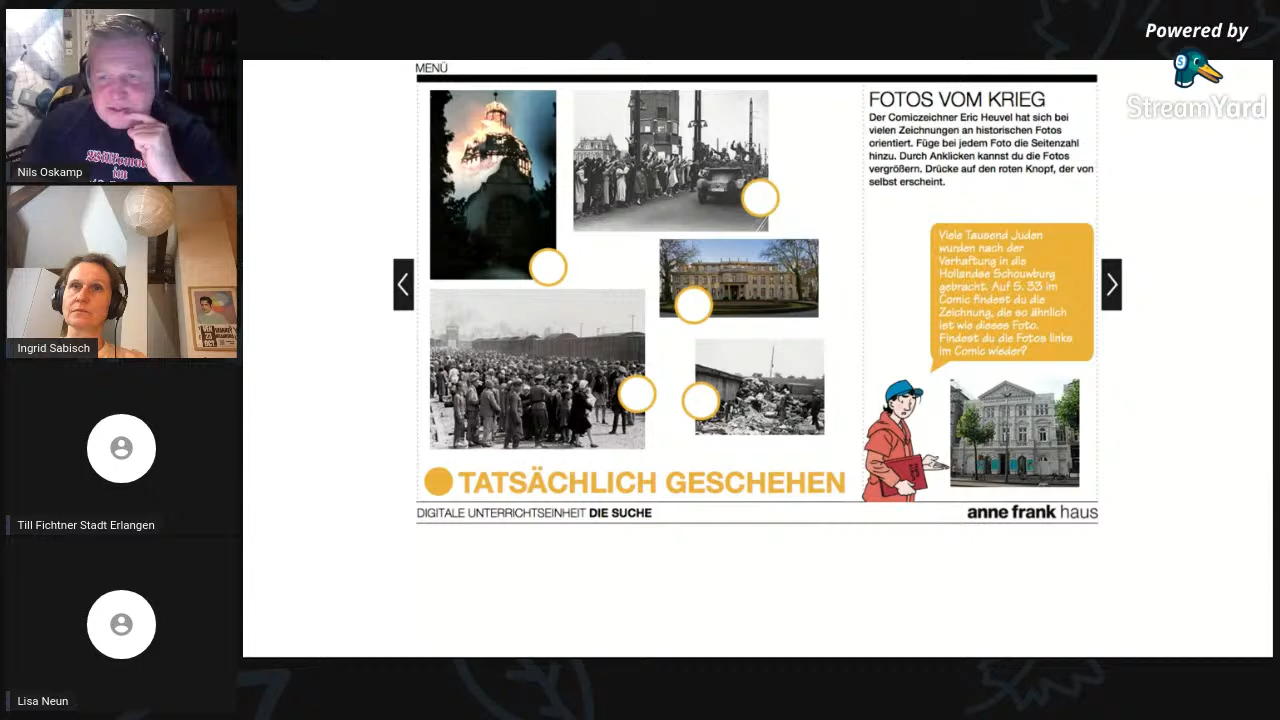 Powered by
StreamYard
Nils Oskamp
Ingrid Sabisch
Till Fichtner Stadt Erlangen
Lisa Neun
MENÜ
FOTOS VOM KRIEG
Der Comiczeichner Eric Heuvel hat sich bei
vielen Zeichnungen an historischen Fotos
orientiert. Füge bei jedem Foto die Seitenzahl
hinzu. Durch Anklicken kannst du die Fotos
vergrößern. Drücke auf den roten Knopf, der von
selbst erscheint.
Viele Tausend Juden
wurden nach der
Verhaftung in die
Hollandse Schouwburg
gebracht. Auf S. 33 im
Comic findest du die
Zeichnung, die so ähnlich
ist wie dieses Foto.
Findest du die Fotos links
im Comic wieder?
TATSÄCHLICH GESCHEHEN
DIGITALE UNTERRICHTSEINHEIT DIE SUCHE
anne frank haus